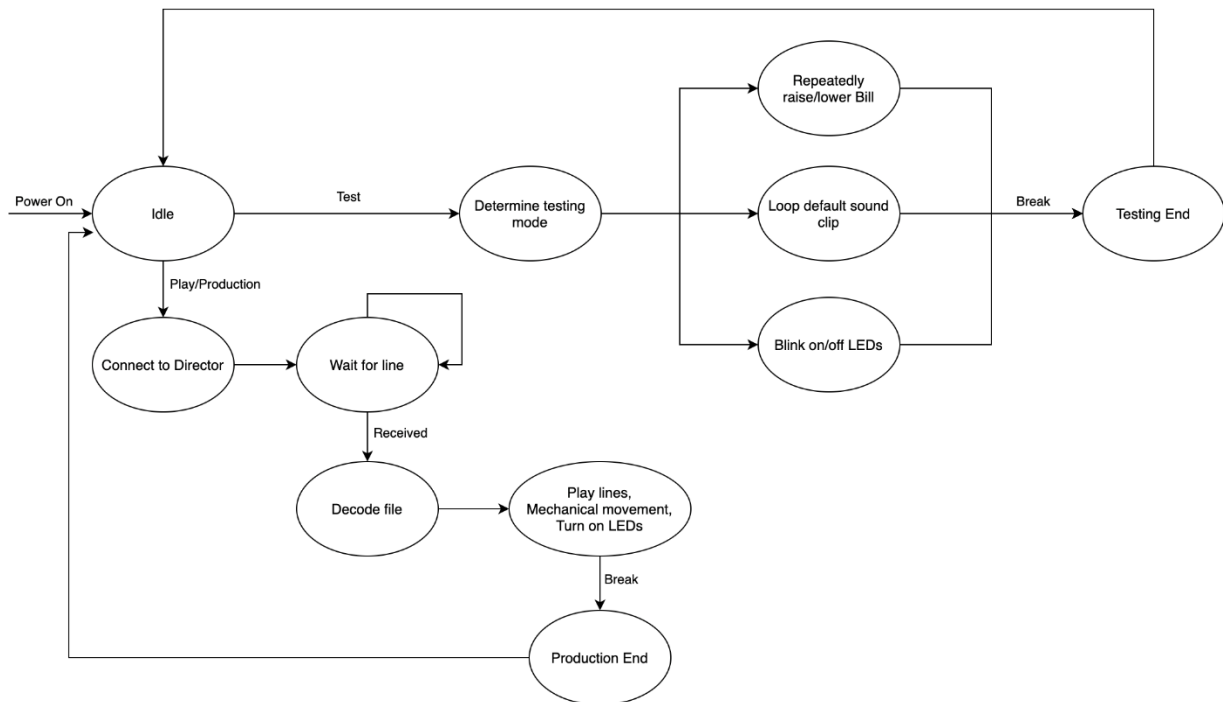 Repeatedly
raise/lower Bill
Power On
Idle
Test
Determine testing
mode
Loop default sound
clip
Break
Testing End
Play/Production
Connect to Director
Wait for line
Blink on/off LEDs
Received
Decode file
Play lines,
Mechanical movement,
Turn on LEDs
Break
Production End